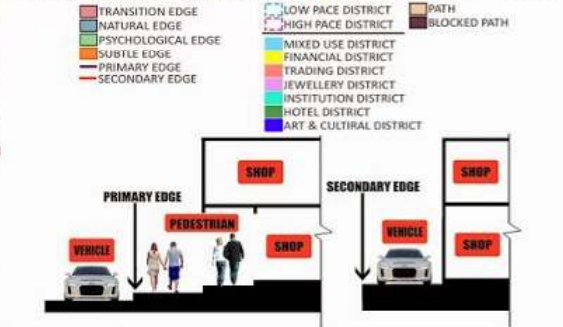 TRANSITION EDGE
NATURAL EDGE
PSYCHOLOGICAL EDGE
SUBTLE EDGE
PRIMARY EDGE
SECONDARY EDGE
LOW PACE DISTRICT
HIGH PACE DISTRICT
MIXED USE DISTRICT
FINANCIAL DISTRICT
TRADING DISTRICT
JEWELLERY DISTRICT
INSTITUTION DISTRICT
HOTEL DISTRICT
ART & CULTIRAL DISTRICT
PATH
BLOCKED PATH
SHOP
PRIMARY EDGE
PEDESTRIAN
VEHICLE
SHOP
SHOP
SECONDARY EDGE
VEHICLE
SHOP